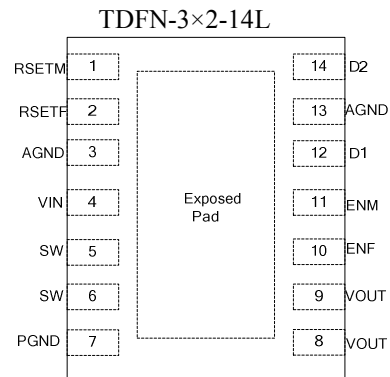 TDFN-3×2-14L
RSETM 1 14 D2
RSETF 2 13 AGND
AGND 3 12 D1
VIN 4 11 ENM
Exposed
Pad
SW 5 10 ENF
SW 6 9 VOUT
PGND 7 8 VOUT